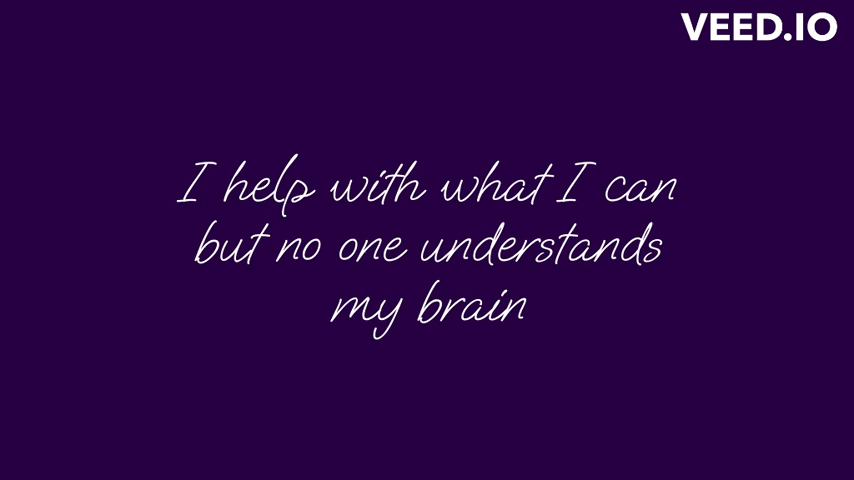 VEED.IO
I help with what I can
but no one understands
my brain